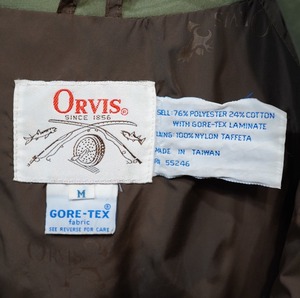 ORVIS®
SINCE 1856
M
GORE-TEX
fabric
SEE REVERSE FOR CARE
SELL: 76% POLYESTER 24% COTTON
WITH GORE-TEX LAMINATE
100% NYLON TAFFETA
MADE IN TAIWAN
55246